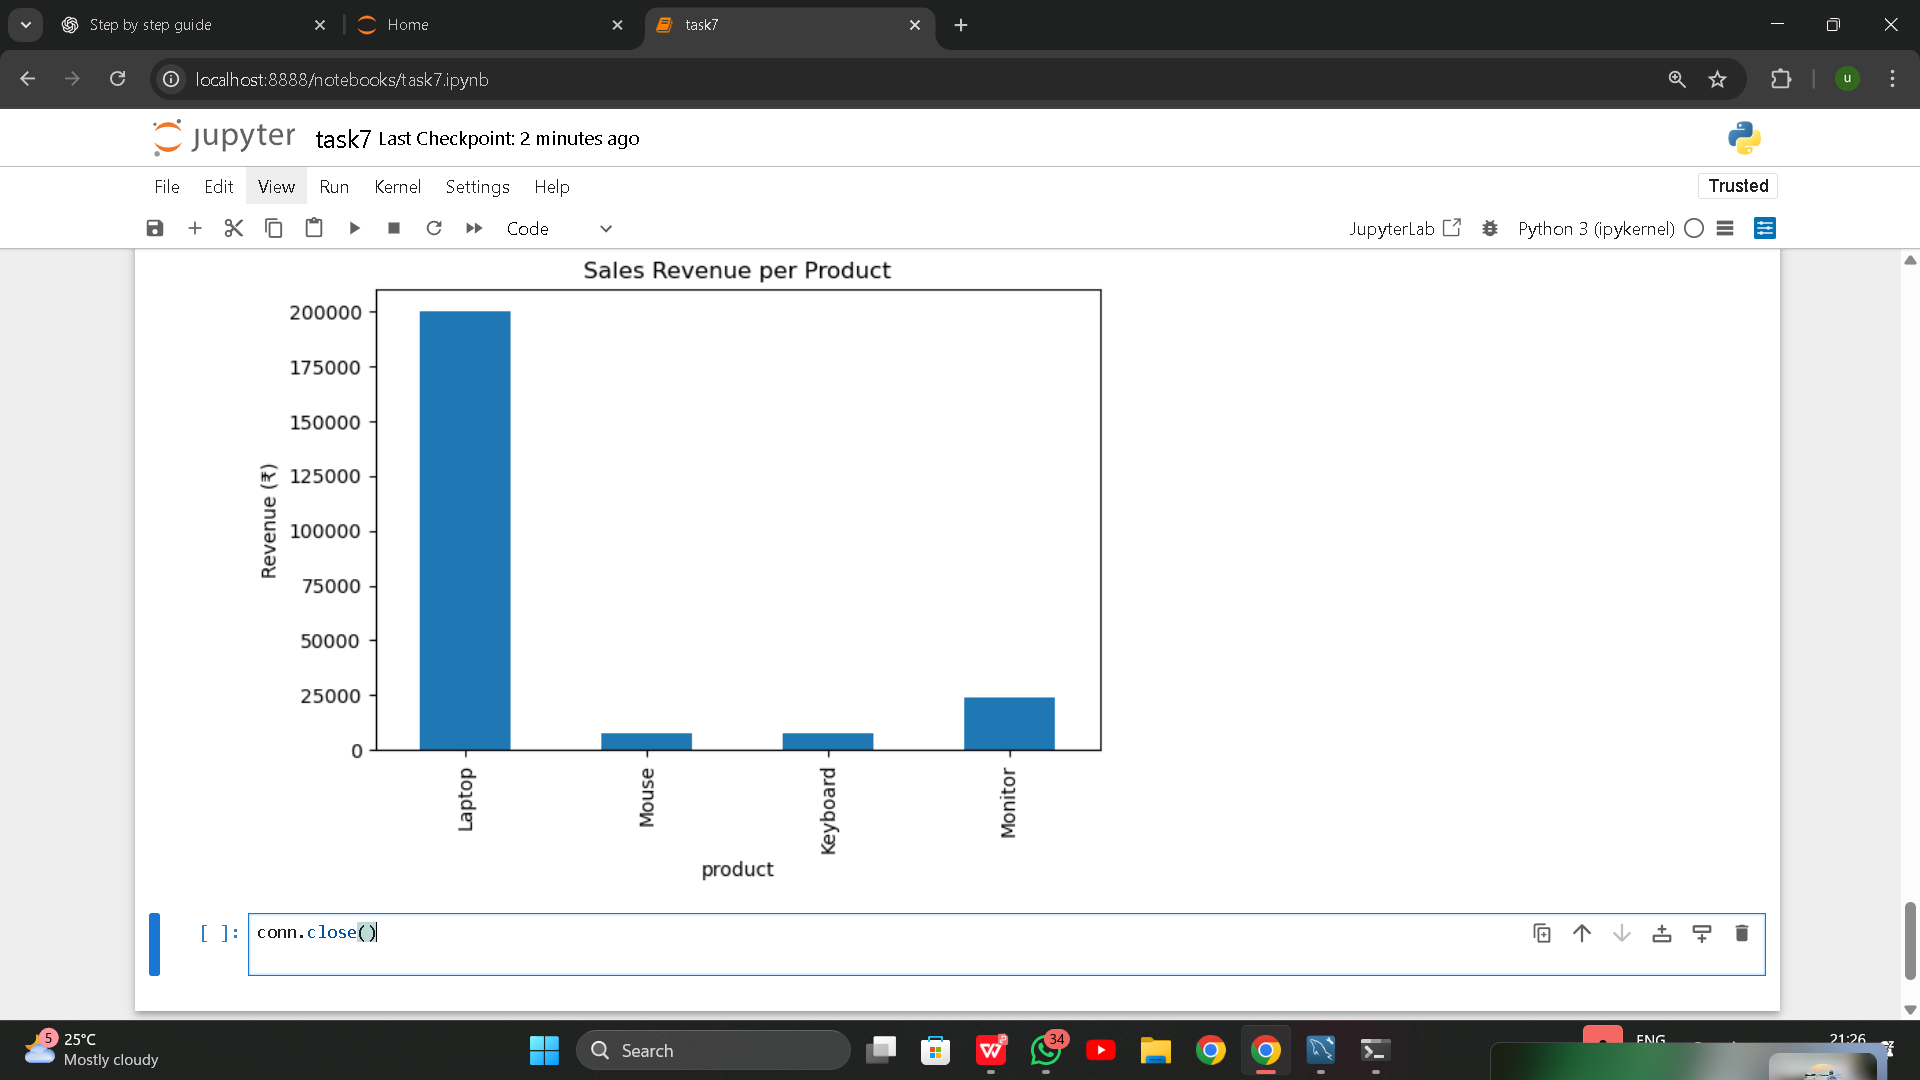 Step by step guide
Home
task7
localhost:8888/notebooks/task7.ipynb
u
jupyter task7 Last Checkpoint: 2 minutes ago
File Edit View Run Kernel Settings Help
Trusted
Code
JupyterLab
Python 3 (ipykernel)
Sales Revenue per Product
200000
175000
150000
125000
100000
75000
50000
25000
0
Revenue (₹)
Laptop
Mouse
Keyboard
Monitor
product
[ ]: conn.close()
5
25°C
Mostly cloudy
Search
34
ENG
21:26